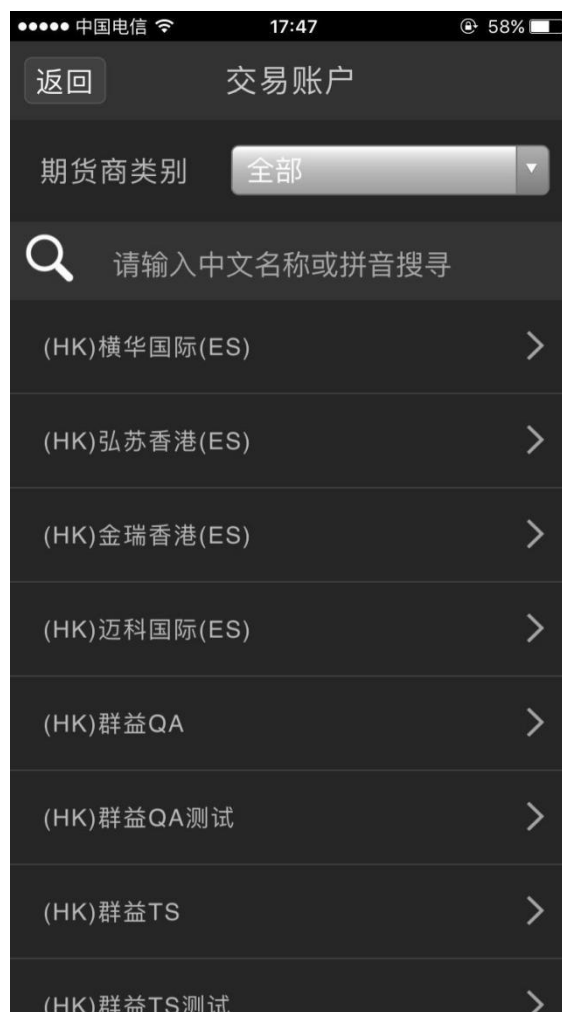 中国电信 17:47 58%
返回 交易账户
期货商类别 全部
请输入中文名称或拼音搜寻
(HK)横华国际(ES)
(HK)弘苏香港(ES)
(HK)金瑞香港(ES)
(HK)迈科国际(ES)
(HK)群益QA
(HK)群益QA测试
(HK)群益TS
(HK)群益TS测试